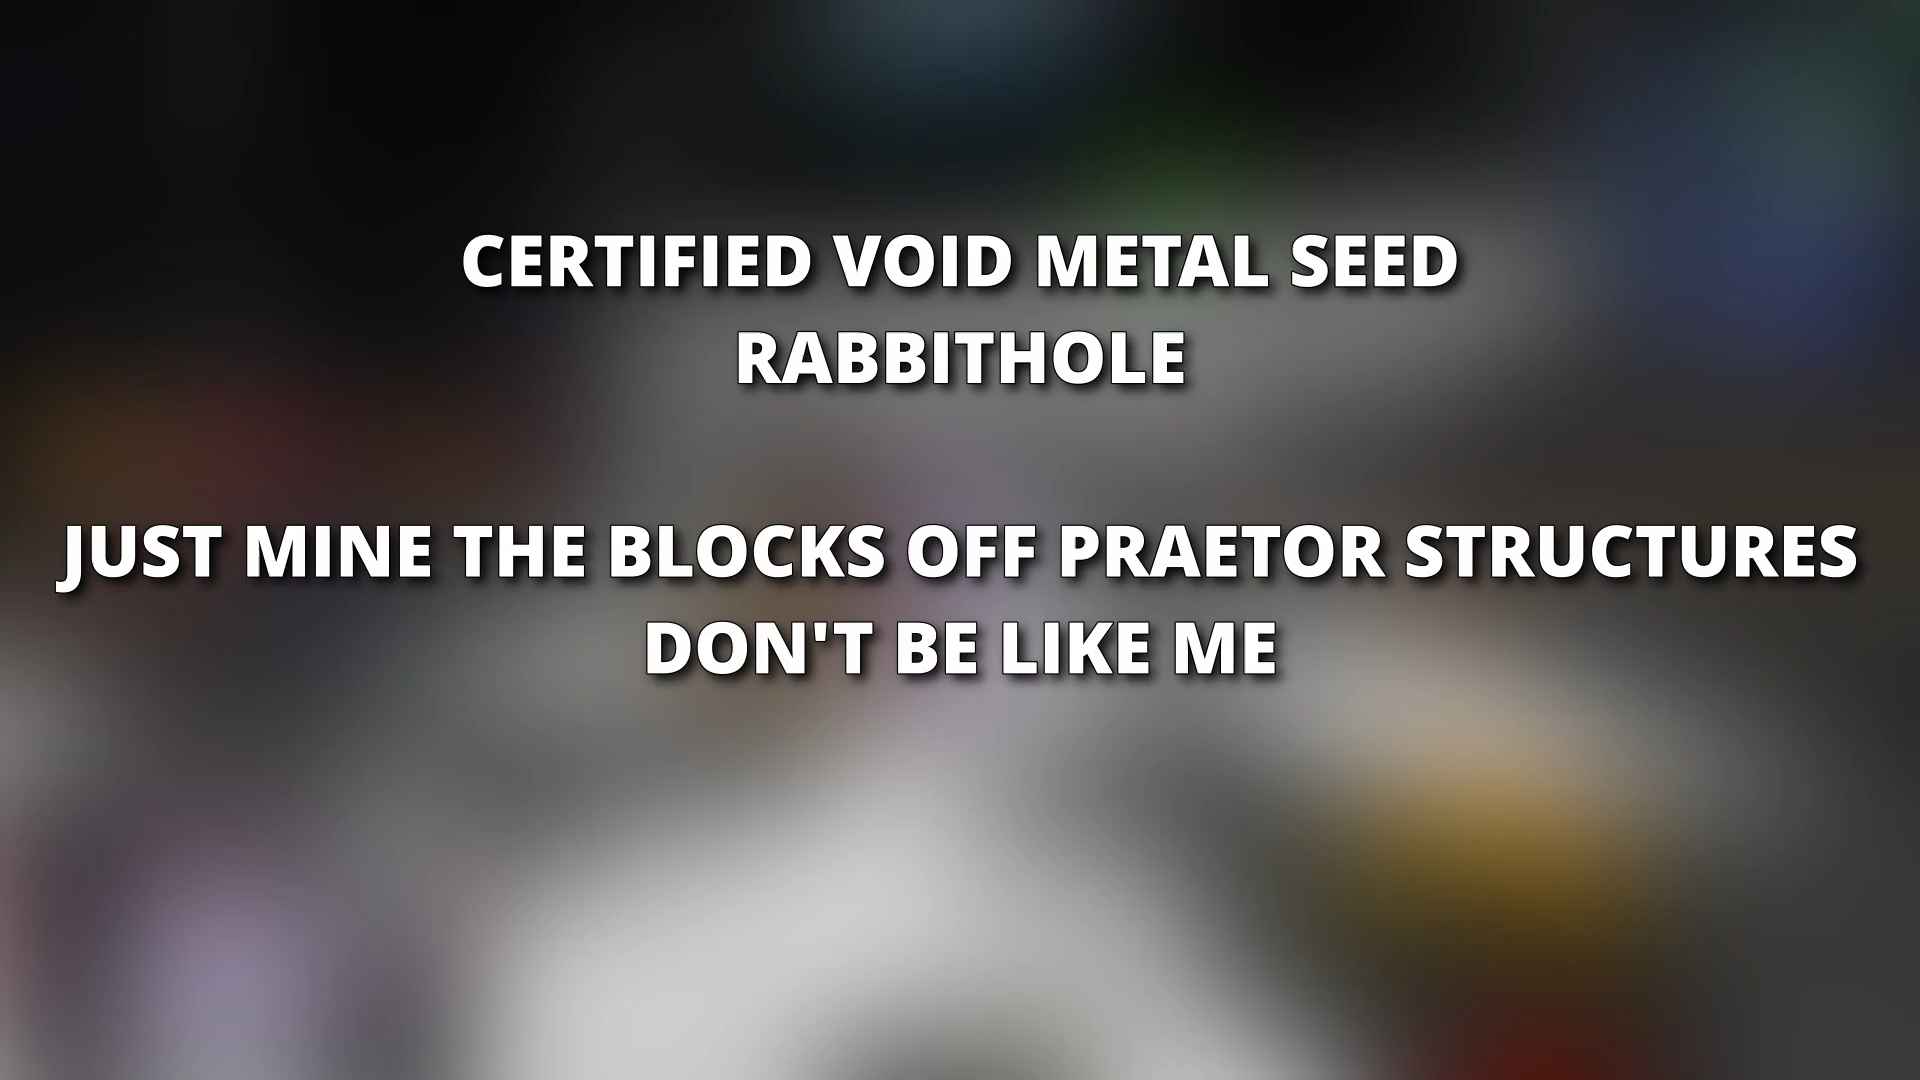 CERTIFIED VOID METAL SEED
RABBITHOLE
JUST MINE THE BLOCKS OFF PRAETOR STRUCTURES
DON'T BE LIKE ME